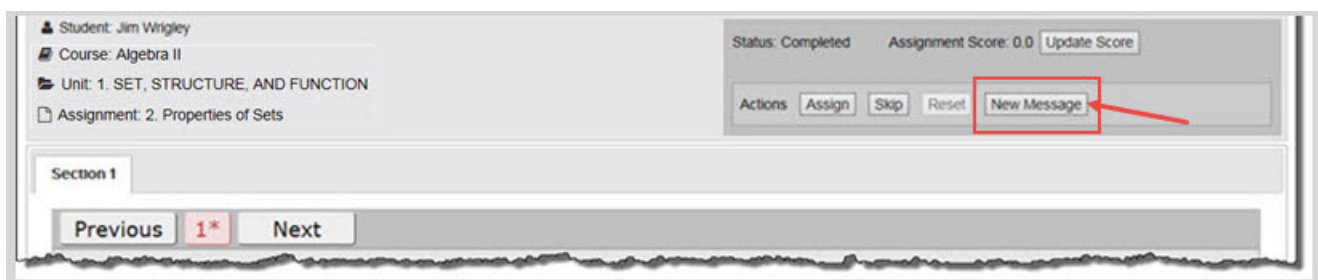 Student: Jim Wrigley
Course: Algebra II
Unit: 1. SET, STRUCTURE, AND FUNCTION
Assignment: 2. Properties of Sets
Status: Completed Assignment Score: 0.0 Update Score
Actions Assign Skip Reset New Message
Section 1
Previous 1* Next